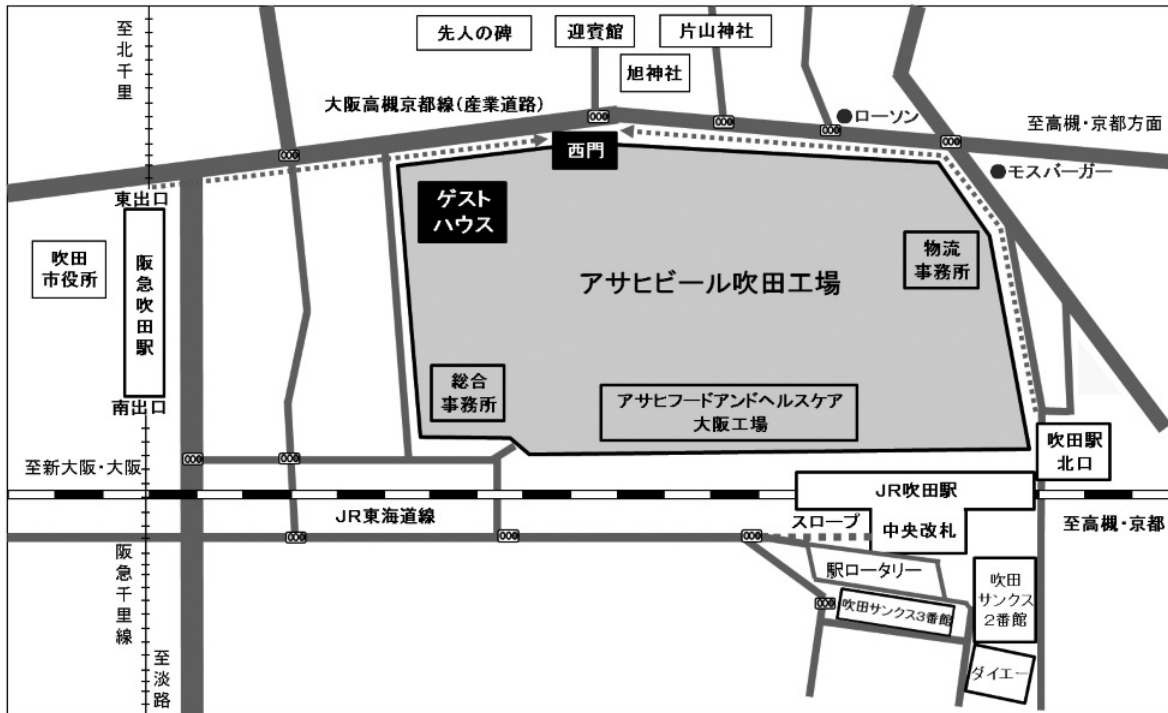 至北千里
先人の碑
迎賓館
片山神社
旭神社
大阪高槻京都線(産業道路)
ローソン
至高槻・京都方面
西門
モスバーガー
東出口
ゲスト
ハウス
吹田
市役所
阪急吹田駅
物流
事務所
アサヒビール吹田工場
総合
事務所
アサヒフードアンドヘルスケア
大阪工場
南出口
吹田駅
北口
至新大阪・大阪
JR吹田駅
JR東海道線
スロープ
中央改札
至高槻・京都
阪急千里線
駅ロータリー
吹田
サンクス
2番館
吹田サンクス3番館
至淡路
ダイエー